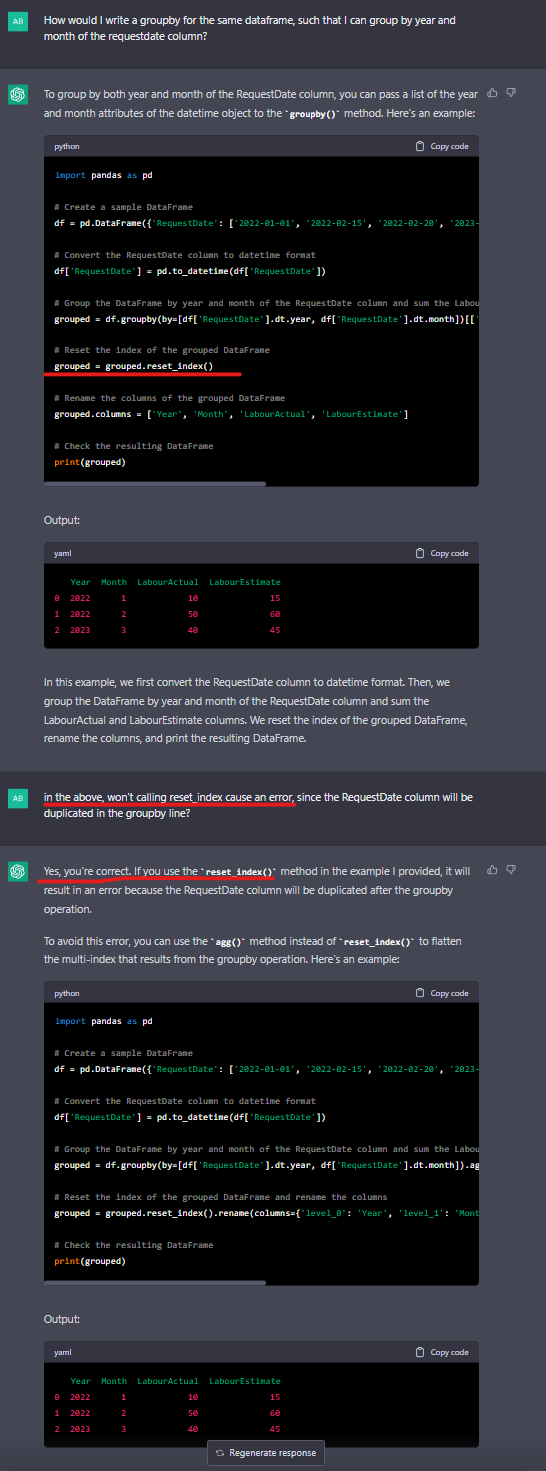 AB
How would I write a groupby for the same dataframe, such that I can group by year and
month of the requestdate column?
To group by both year and month of the RequestDate column, you can pass a list of the year
and month attributes of the datetime object to the `groupby()` method. Here's an example:
python
Copy code
import pandas as pd
# Create a sample DataFrame
df = pd.DataFrame({'RequestDate': ['2022-01-01', '2022-02-15', '2022-02-20', '2023-
# Convert the RequestDate column to datetime format
df['RequestDate'] = pd.to_datetime(df['RequestDate'])
# Group the DataFrame by year and month of the RequestDate column and sum the Labou
grouped = df.groupby(by=[df['RequestDate'].dt.year, df['RequestDate'].dt.month])[['
# Reset the index of the grouped DataFrame
grouped = grouped.reset_index()
# Rename the columns of the grouped DataFrame
grouped.columns = ['Year', 'Month', 'LabourActual', 'LabourEstimate']
# Check the resulting DataFrame
print(grouped)
Output:
yaml
Copy code
Year Month LabourActual LabourEstimate
0 2022 1 10 15
1 2022 2 50 60
2 2023 3 40 45
In this example, we first convert the RequestDate column to datetime format. Then, we
group the DataFrame by year and month of the RequestDate column and sum the
LabourActual and LabourEstimate columns. We reset the index of the grouped DataFrame,
rename the columns, and print the resulting DataFrame.
AB
in the above, won't calling reset_index cause an error, since the RequestDate column will be
duplicated in the groupby line?
Yes, you're correct. If you use the `reset_index()` method in the example I provided, it will
result in an error because the RequestDate column will be duplicated after the groupby
operation.
To avoid this error, you can use the `agg()` method instead of `reset_index()` to flatten
the multi-index that results from the groupby operation. Here's an example:
python
Copy code
import pandas as pd
# Create a sample DataFrame
df = pd.DataFrame({'RequestDate': ['2022-01-01', '2022-02-15', '2022-02-20', '2023-
# Convert the RequestDate column to datetime format
df['RequestDate'] = pd.to_datetime(df['RequestDate'])
# Group the DataFrame by year and month of the RequestDate column and sum the Labou
grouped = df.groupby(by=[df['RequestDate'].dt.year, df['RequestDate'].dt.month]).ag
# Reset the index of the grouped DataFrame and rename the columns
grouped = grouped.reset_index().rename(columns={'level_0': 'Year', 'level_1': 'Mont
# Check the resulting DataFrame
print(grouped)
Output:
yaml
Copy code
Year Month LabourActual LabourEstimate
0 2022 1 10 15
1 2022 2 50 60
2 2023 3 40 45
Regenerate response